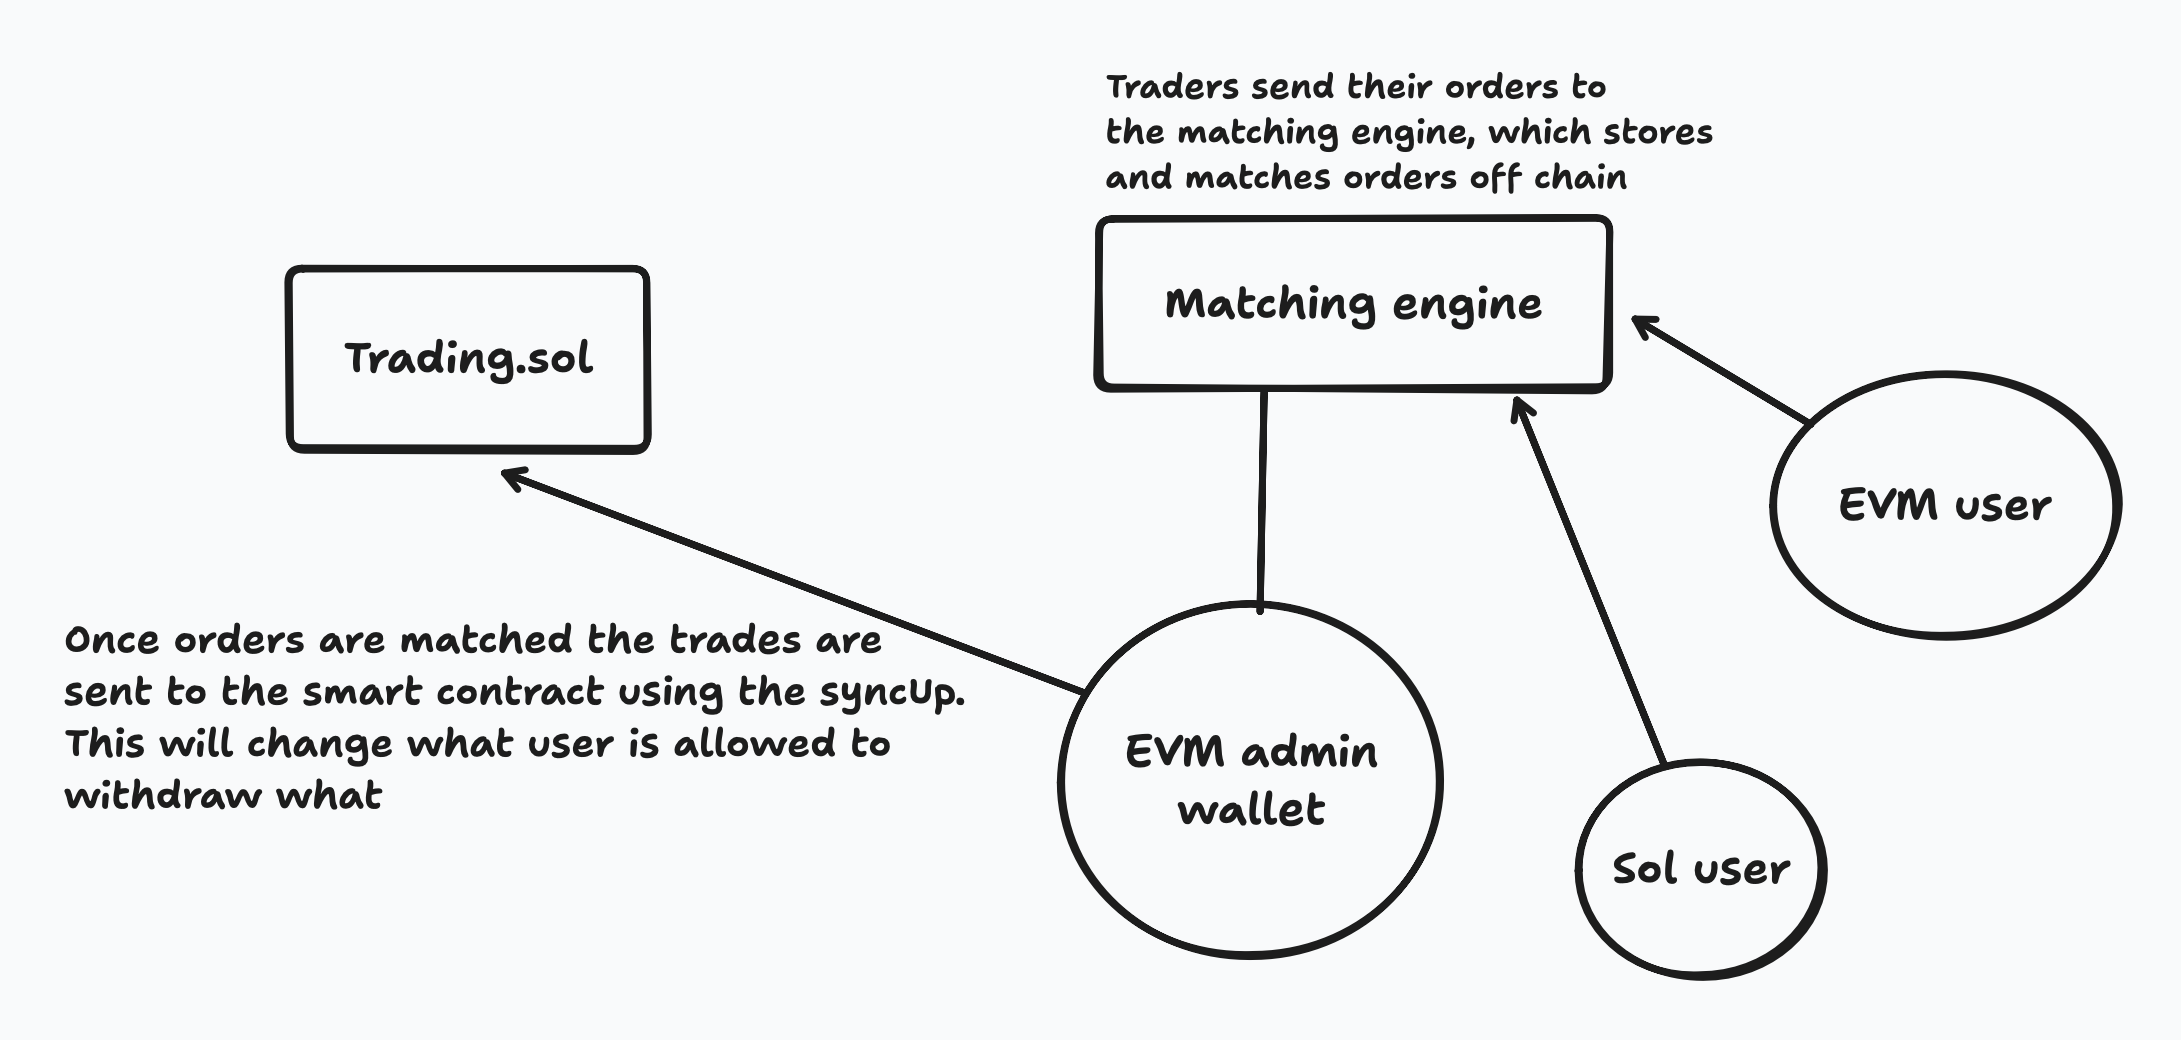 Traders send their orders to
the matching engine, which stores
and matches orders off chain
Matching engine
Trading.sol
EVM user
Once orders are matched the trades are
sent to the smart contract using the syncUp.
This will change what user is allowed to
withdraw what
EVM admin
wallet
Sol user